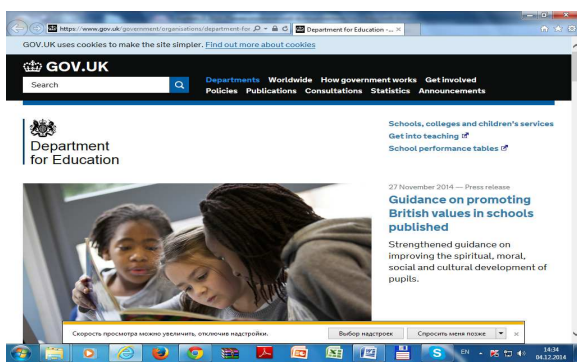 https://www.gov.uk/government/organisations/department-for
Department for Education -...
GOV.UK uses cookies to make the site simpler. Find out more about cookies
GOV.UK
Search
Departments Worldwide How government works Get involved
Policies Publications Consultations Statistics Announcements
Department
for Education
Schools, colleges and children's services
Get into teaching
School performance tables
27 November 2014 — Press release
Guidance on promoting
British values in schools
published
Strengthened guidance on
improving the spiritual, moral,
social and cultural development of
pupils.
Скорость просмотра можно увеличить, отключив надстройки.
Выбор надстроек
Спросить меня позже
EN
14:34
04.12.2014